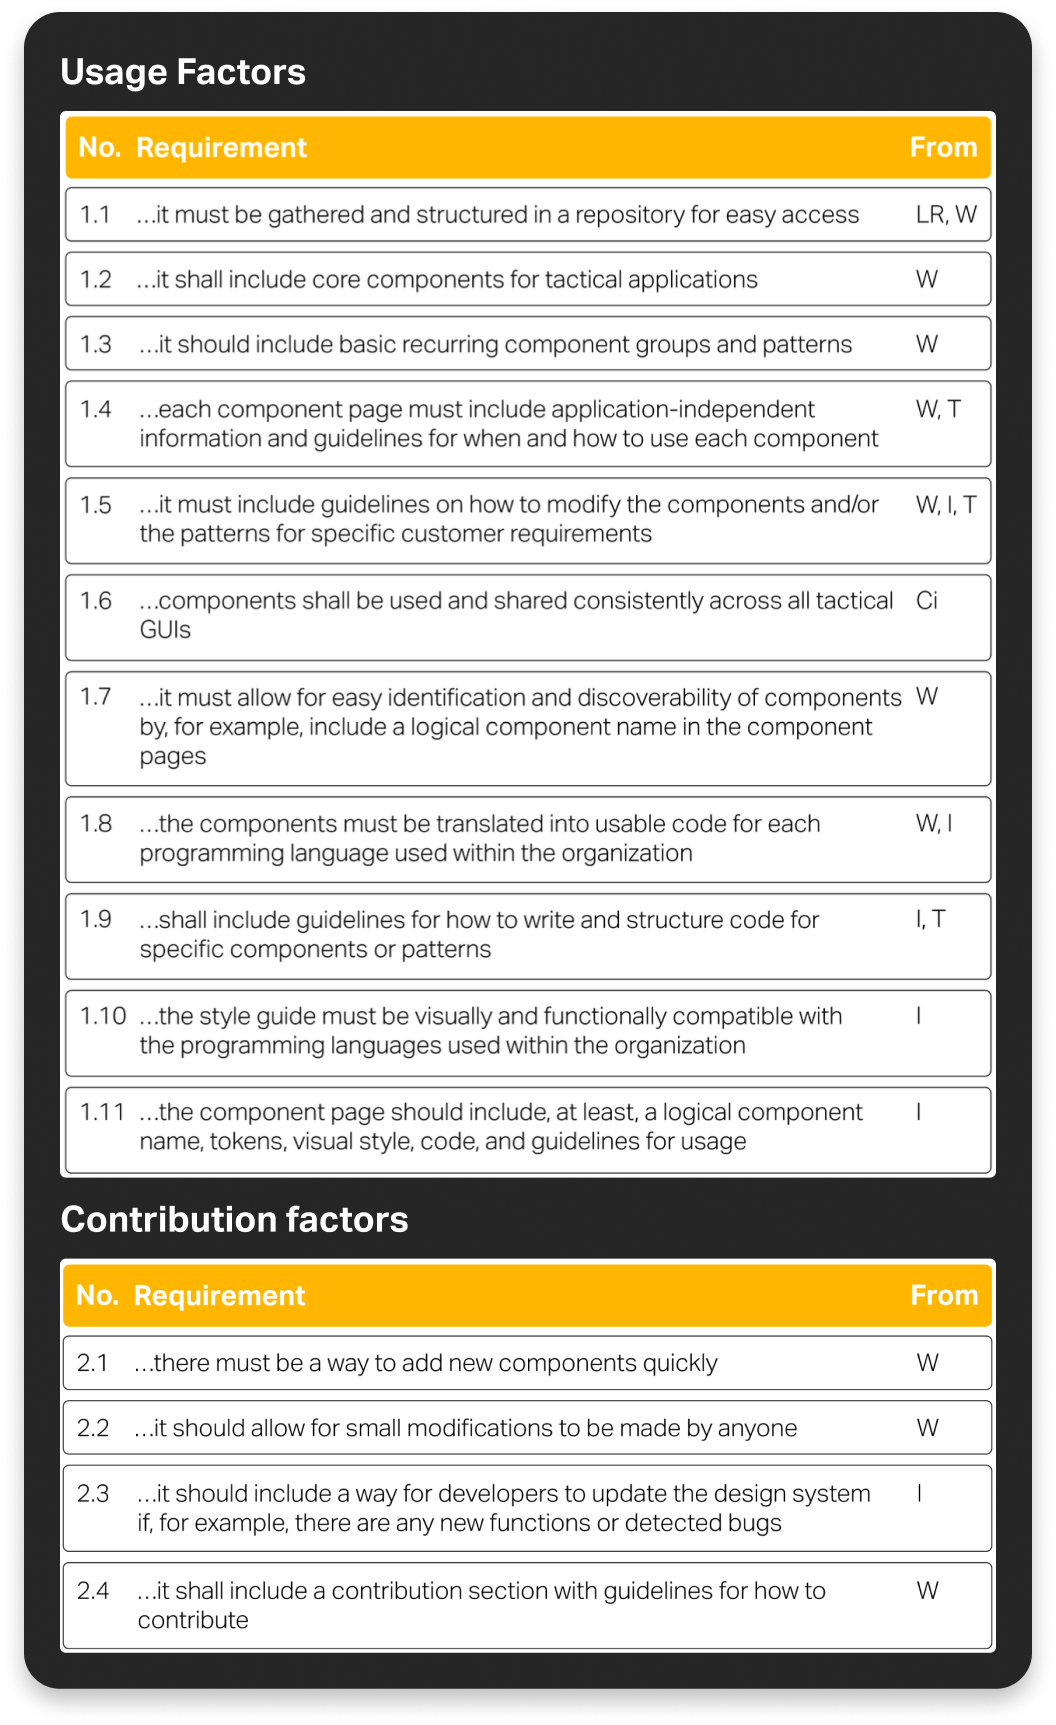 Usage Factors
No. Requirement From
1.1 ...it must be gathered and structured in a repository for easy access LR, W
1.2 ...it shall include core components for tactical applications W
1.3 ...it should include basic recurring component groups and patterns W
1.4 ...each component page must include application-independent W, T
information and guidelines for when and how to use each component
1.5 ...it must include guidelines on how to modify the components and/or W, I, T
the patterns for specific customer requirements
1.6 ...components shall be used and shared consistently across all tactical Ci
GUIs
1.7 ...it must allow for easy identification and discoverability of components W
by, for example, include a logical component name in the component
pages
1.8 ...the components must be translated into usable code for each W, I
programming language used within the organization
1.9 ...shall include guidelines for how to write and structure code for I, T
specific components or patterns
1.10 ...the style guide must be visually and functionally compatible with I
the programming languages used within the organization
1.11 ...the component page should include, at least, a logical component I
name, tokens, visual style, code, and guidelines for usage
Contribution factors
No. Requirement From
2.1 ...there must be a way to add new components quickly W
2.2 ...it should allow for small modifications to be made by anyone W
2.3 ...it should include a way for developers to update the design system I
if, for example, there are any new functions or detected bugs
2.4 ...it shall include a contribution section with guidelines for how to W
contribute